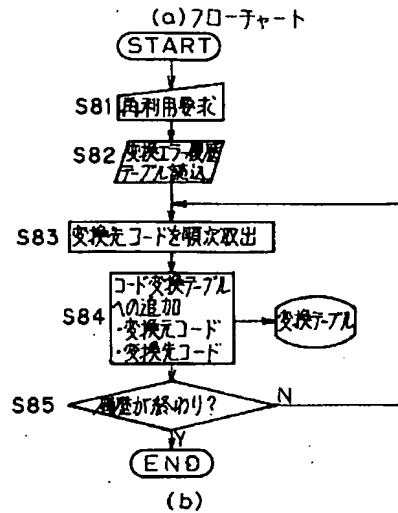 (a)フローチャート
START
S81
再利用要求
S82
変換エラー履歴
テーブル読込
S83
変換先コードを順次取出
S84
コード変換テーブル
への追加
・変換元コード
・変換先コード
変換テーブル
S85
履歴が終わり?
N
Y
END
(b)